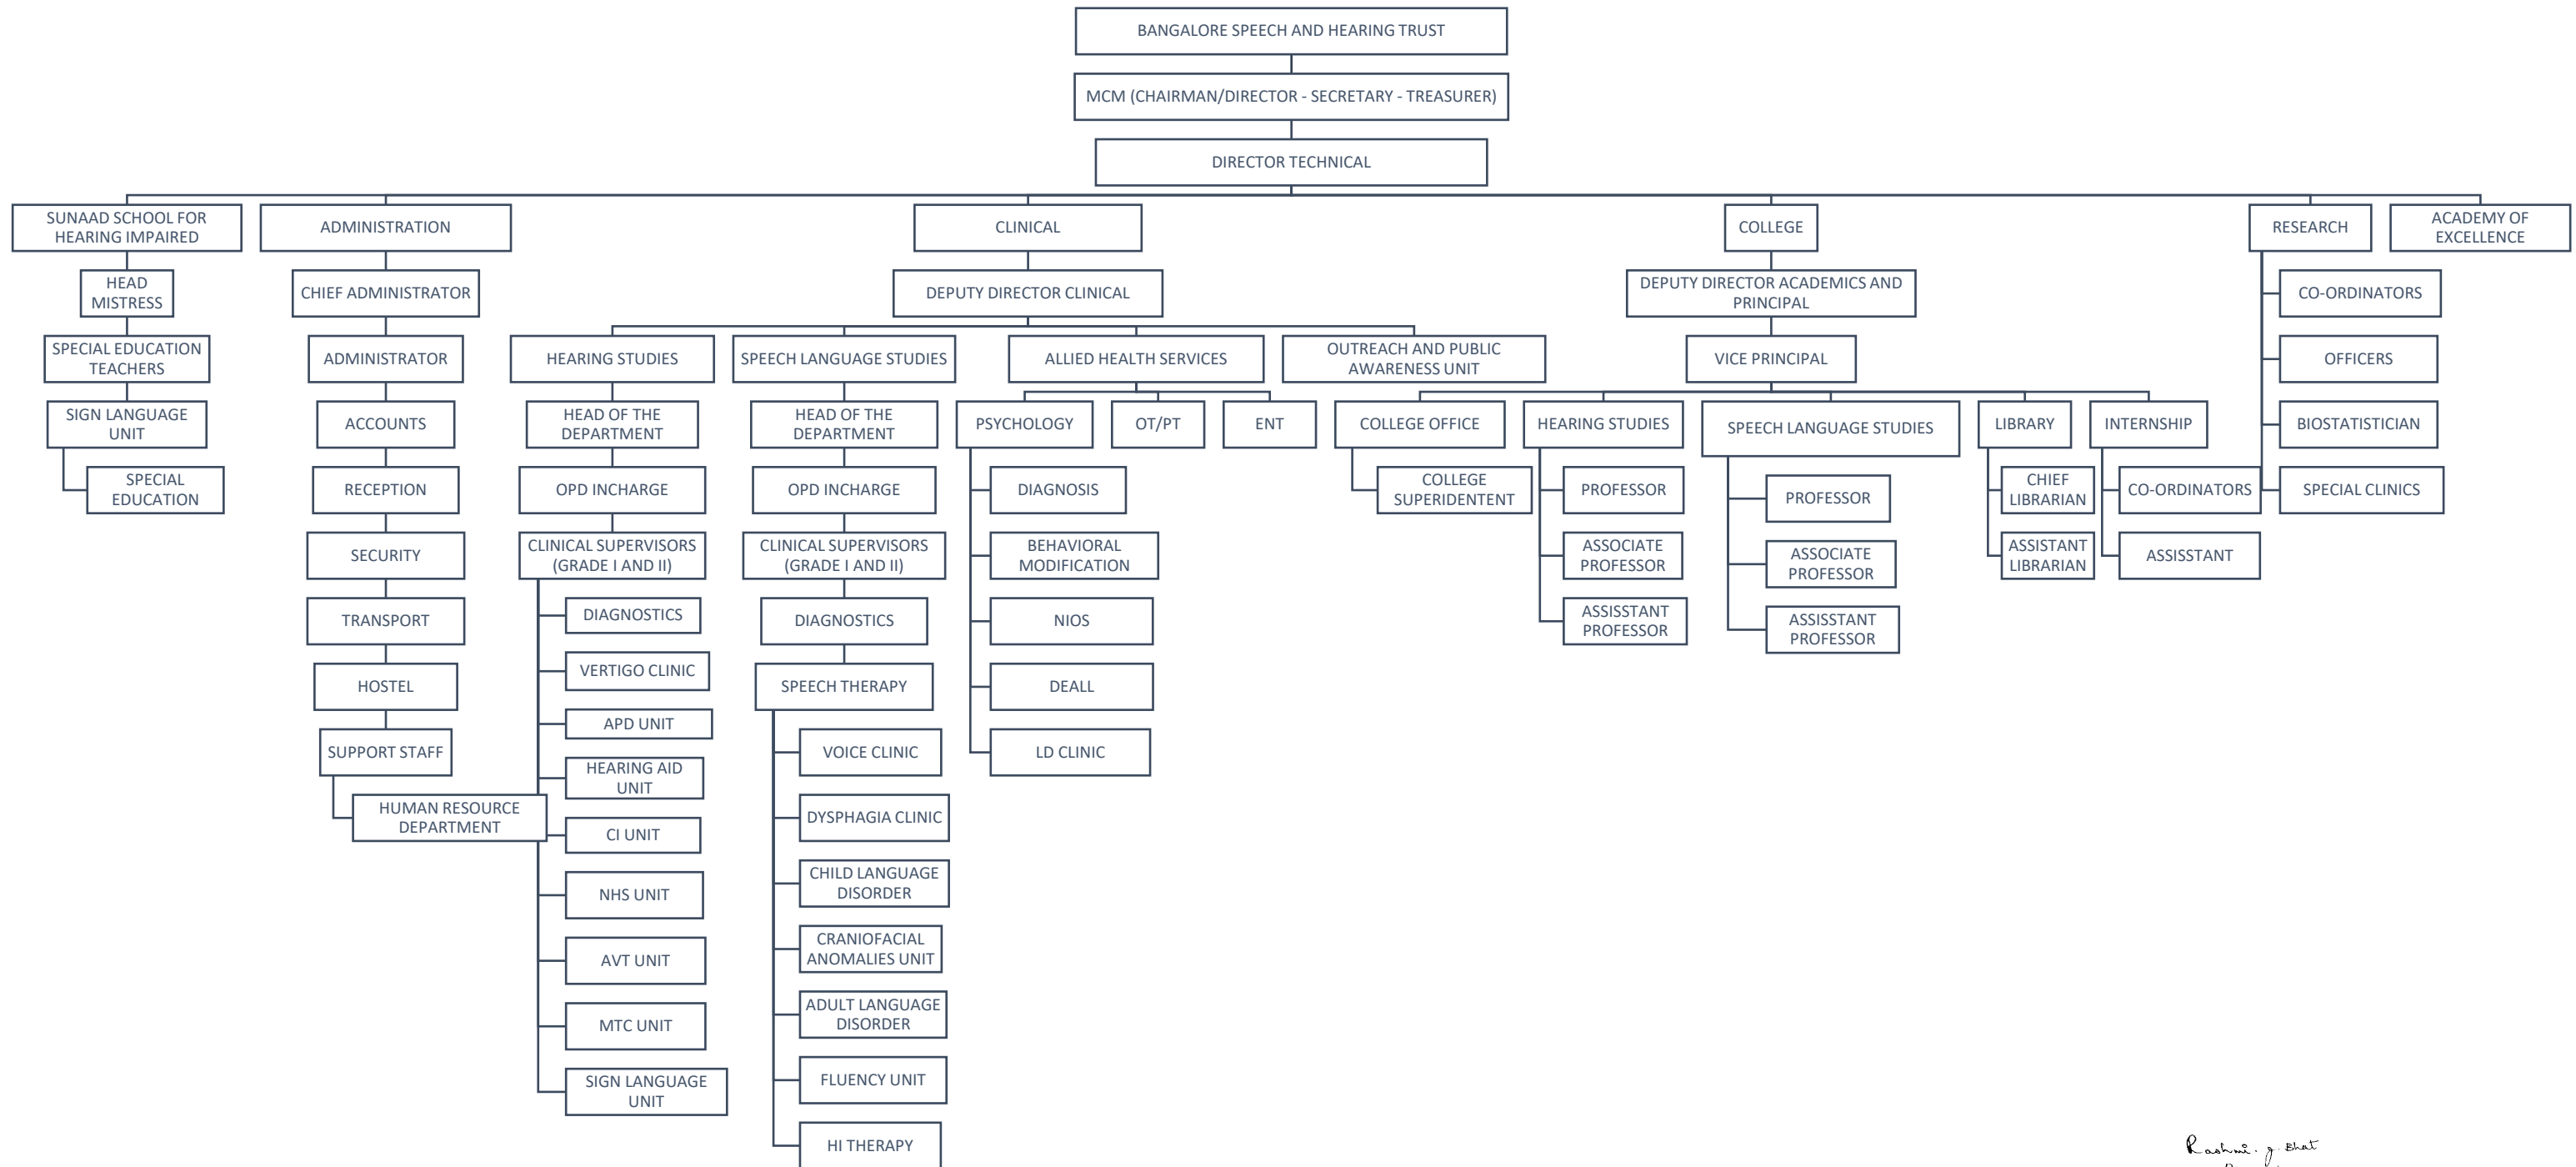 BANGALORE SPEECH AND HEARING TRUST
MCM (CHAIRMAN/DIRECTOR - SECRETARY - TREASURER)
DIRECTOR TECHNICAL
SUNAAD SCHOOL FOR
HEARING IMPAIRED
HEAD
MISTRESS
SPECIAL EDUCATION
TEACHERS
SIGN LANGUAGE
UNIT
SPECIAL
EDUCATION
ADMINISTRATION
CHIEF ADMINISTRATOR
ADMINISTRATOR
ACCOUNTS
RECEPTION
SECURITY
TRANSPORT
HOSTEL
SUPPORT STAFF
HUMAN RESOURCE
DEPARTMENT
CLINICAL
DEPUTY DIRECTOR CLINICAL
HEARING STUDIES
HEAD OF THE
DEPARTMENT
OPD INCHARGE
CLINICAL SUPERVISORS
(GRADE I AND II)
DIAGNOSTICS
VERTIGO CLINIC
APD UNIT
HEARING AID
UNIT
CI UNIT
NHS UNIT
AVT UNIT
MTC UNIT
SIGN LANGUAGE
UNIT
SPEECH LANGUAGE STUDIES
HEAD OF THE
DEPARTMENT
OPD INCHARGE
CLINICAL SUPERVISORS
(GRADE I AND II)
DIAGNOSTICS
SPEECH THERAPY
VOICE CLINIC
DYSPHAGIA CLINIC
CHILD LANGUAGE
DISORDER
CRANIOFACIAL
ANOMALIES UNIT
ADULT LANGUAGE
DISORDER
FLUENCY UNIT
HI THERAPY
ALLIED HEALTH SERVICES
PSYCHOLOGY
DIAGNOSIS
BEHAVIORAL
MODIFICATION
NIOS
DEALL
LD CLINIC
OT/PT
ENT
OUTREACH AND PUBLIC
AWARENESS UNIT
COLLEGE
DEPUTY DIRECTOR ACADEMICS AND
PRINCIPAL
VICE PRINCIPAL
COLLEGE OFFICE
COLLEGE
SUPERIDENTENT
HEARING STUDIES
PROFESSOR
ASSOCIATE
PROFESSOR
ASSISSTANT
PROFESSOR
SPEECH LANGUAGE STUDIES
PROFESSOR
ASSOCIATE
PROFESSOR
ASSISSTANT
PROFESSOR
LIBRARY
CHIEF
LIBRARIAN
ASSISTANT
LIBRARIAN
INTERNSHIP
CO-ORDINATORS
ASSISSTANT
RESEARCH
CO-ORDINATORS
OFFICERS
BIOSTATISTICIAN
SPECIAL CLINICS
ACADEMY OF
EXCELLENCE
Rashmi. J. Bhat